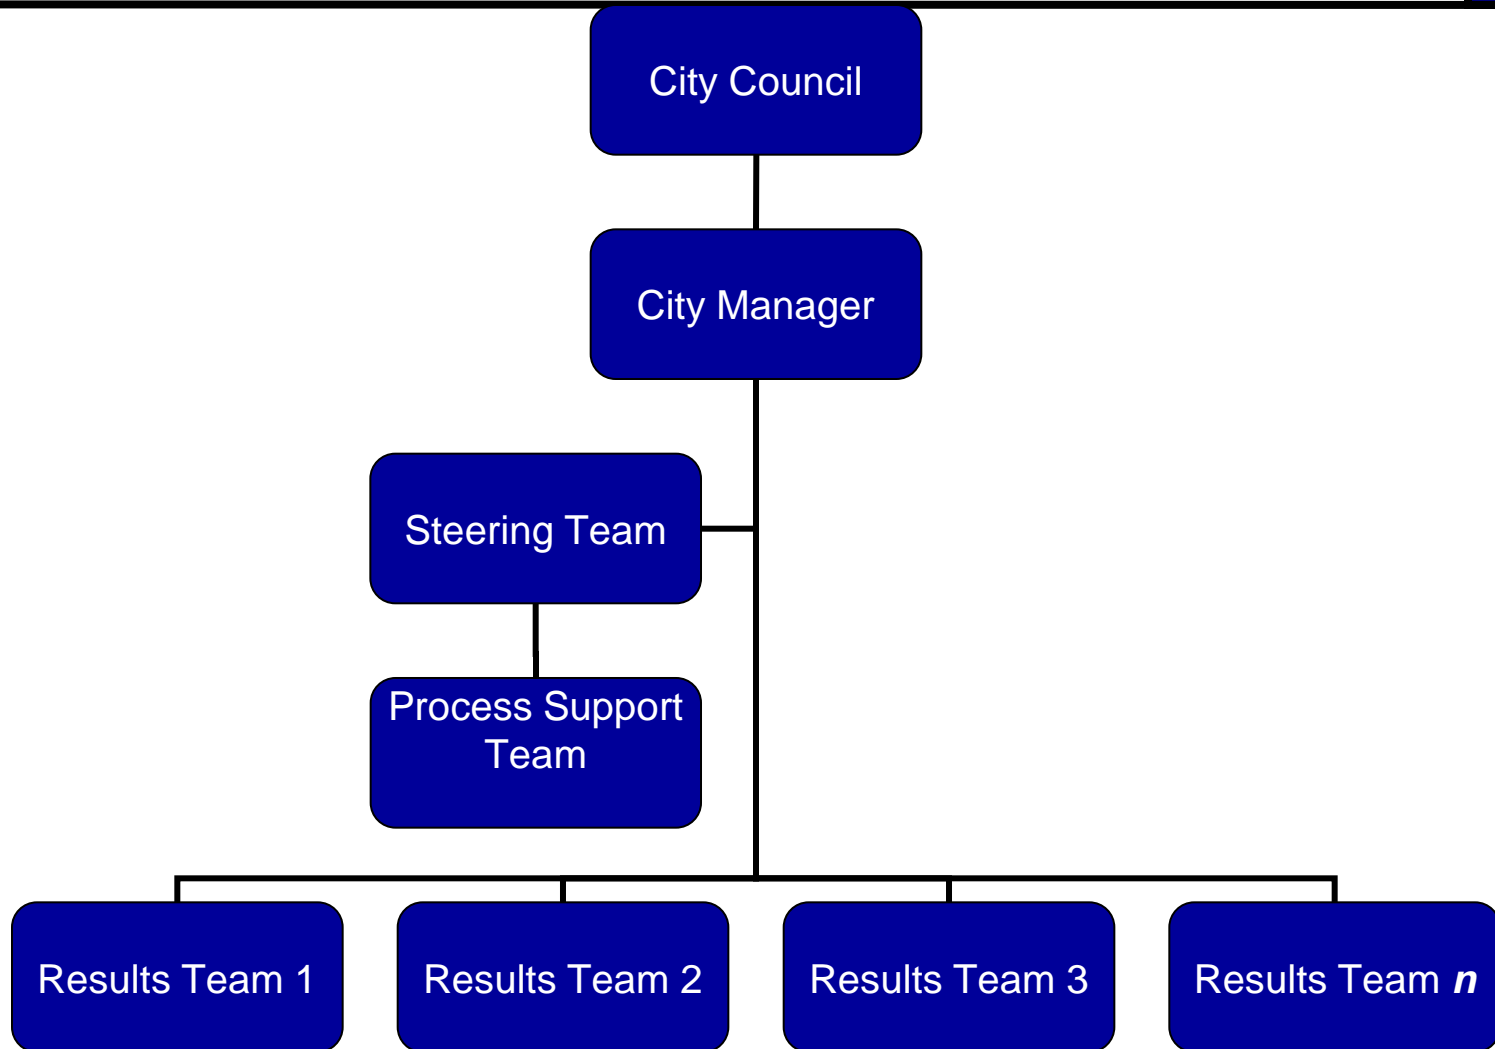 City Council
City Manager
Steering Team
Process Support
Team
Results Team 1
Results Team 2
Results Team 3
Results Team n